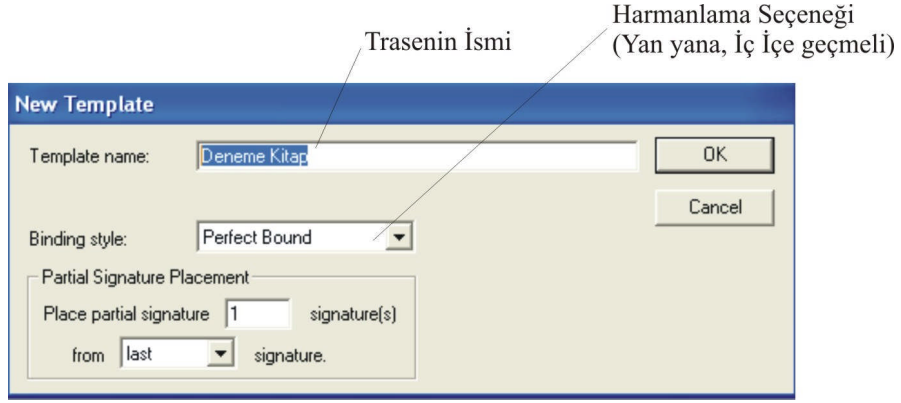 Harmanlama Seçeneği
Trasenin İsmi
(Yan yana, İç İçe geçmeli)
New Template
Template name:
Deneme Kitap
OK
Cancel
Binding style:
Perfect Bound
Partial Signature Placement
Place partial signature 1 signature(s)
from last signature.